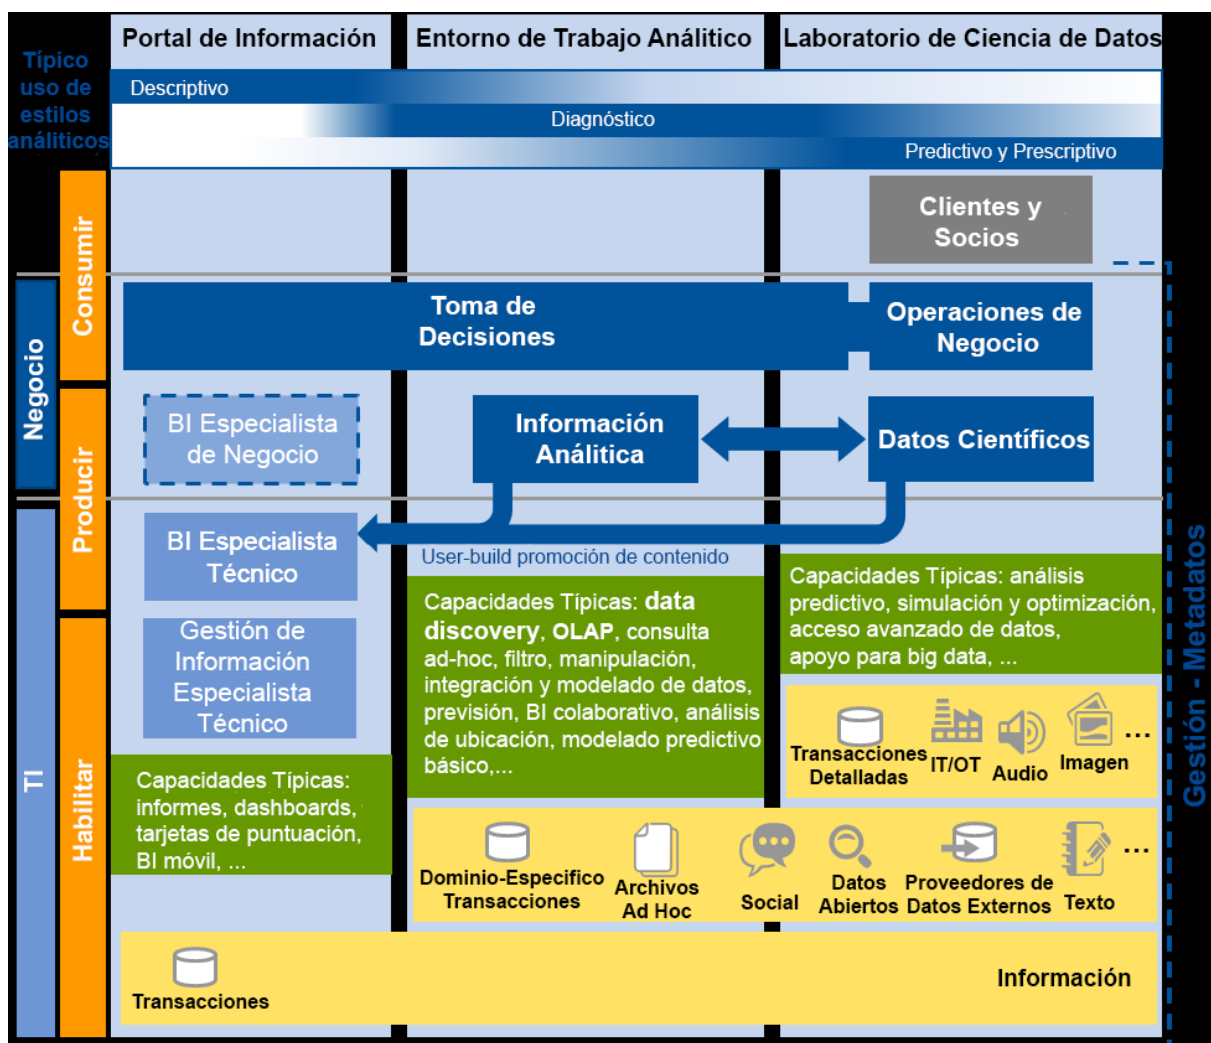 Portal de Información
Entorno de Trabajo Análitico
Laboratorio de Ciencia de Datos
Típico
uso de
estilos
análiticos
Descriptivo
Diagnóstico
Predictivo y Prescriptivo
Consumir
Clientes y
Socios
Negocio
Toma de
Decisiones
Operaciones de
Negocio
Producir
BI Especialista
de Negocio
Información
Análitica
Datos Científicos
TI
BI Especialista
Técnico
User-build promoción de contenido
Habilitar
Gestión de
Información
Especialista
Técnico
Capacidades Típicas:
informes, dashboards,
tarjetas de puntuación,
BI móvil, ...
Capacidades Típicas: data
discovery, OLAP, consulta
ad-hoc, filtro, manipulación,
integración y modelado de datos,
previsión, BI colaborativo, análisis
de ubicación, modelado predictivo
básico,...
Capacidades Típicas: análisis
predictivo, simulación y optimización,
acceso avanzado de datos,
apoyo para big data, ...
Transacciones
Detalladas
IT/OT
Audio
Imagen
...
Dominio-Especifico
Transacciones
Archivos
Ad Hoc
Social
Datos
Abiertos
Proveedores de
Datos Externos
Texto
...
Transacciones
Información
Gestión - Metadatos